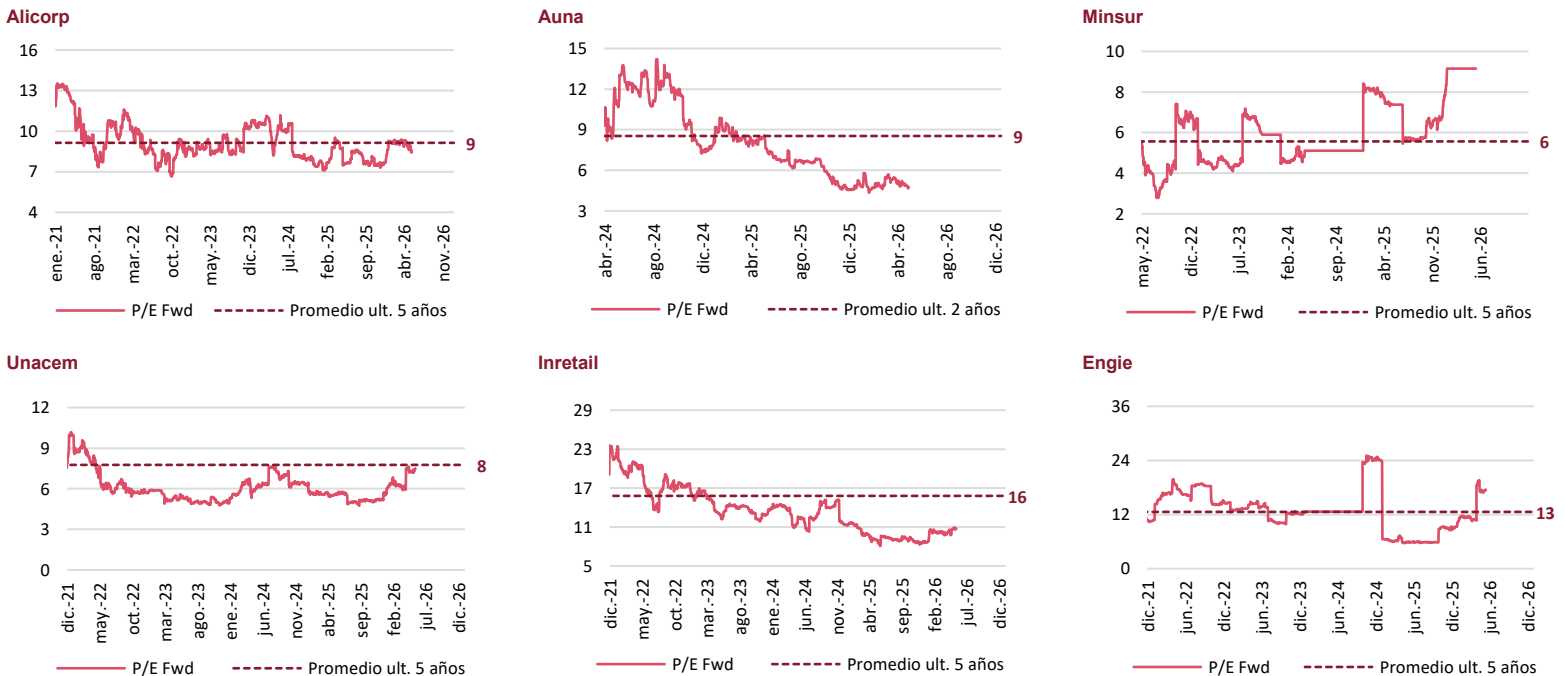 Alicorp
16
13
10
7
4
9
ene.-21
ago.-21
mar.-22
oct.-22
may.-23
dic.-23
jul.-24
feb.-25
sep.-25
abr.-26
nov.-26
P/E Fwd
Promedio ult. 5 años
Auna
15
12
9
6
3
9
abr.-24
ago.-24
dic.-24
abr.-25
ago.-25
dic.-25
abr.-26
ago.-26
dic.-26
P/E Fwd
Promedio ult. 2 años
Minsur
10
8
6
4
2
6
may.-22
dic.-22
jul.-23
feb.-24
sep.-24
abr.-25
nov.-25
jun.-26
P/E Fwd
Promedio ult. 5 años
Unacem
12
9
6
3
0
8
dic.-21
may.-22
oct.-22
mar.-23
ago.-23
ene.-24
jun.-24
nov.-24
abr.-25
sep.-25
feb.-26
jul.-26
dic.-26
P/E Fwd
Promedio ult. 5 años
Inretail
29
23
17
11
5
16
dic.-21
may.-22
oct.-22
mar.-23
ago.-23
ene.-24
jun.-24
nov.-24
abr.-25
sep.-25
feb.-26
jul.-26
dic.-26
P/E Fwd
Promedio ult. 5 años
Engie
36
24
12
0
13
dic.-21
jun.-22
dic.-22
jun.-23
dic.-23
jun.-24
dic.-24
jun.-25
dic.-25
jun.-26
dic.-26
P/E Fwd
Promedio ult. 5 años